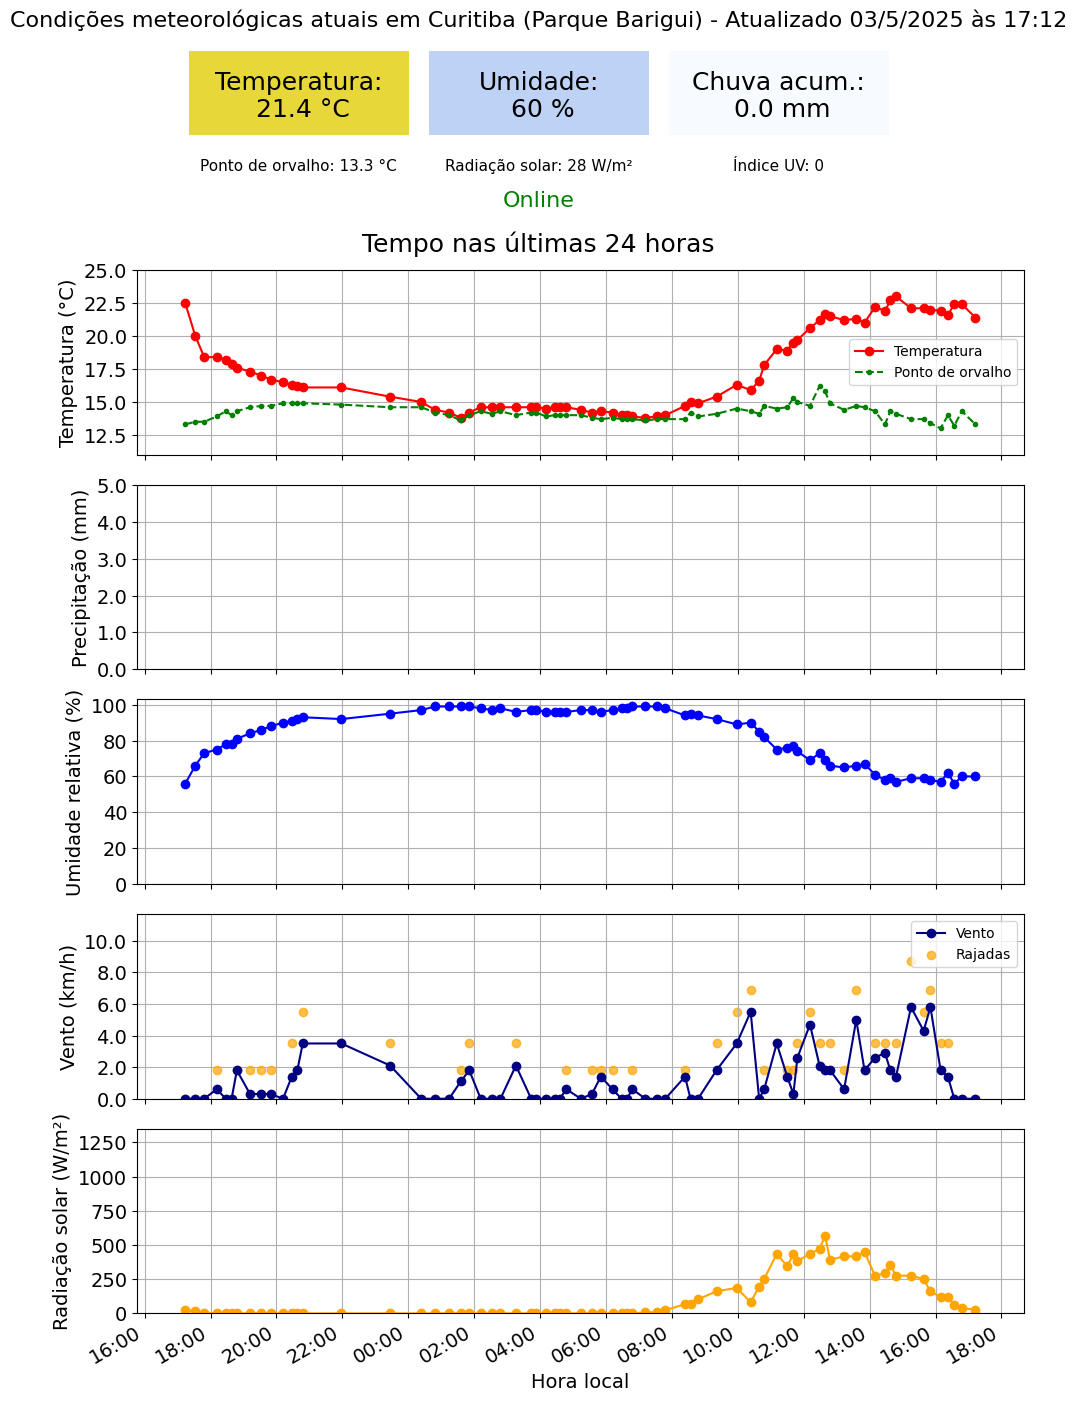 Condições meteorológicas atuais em Curitiba (Parque Barigui) - Atualizado 03/5/2025 às 17:12
Temperatura:
21.4 °C
Umidade:
60 %
Chuva acum.:
0.0 mm
Ponto de orvalho: 13.3 °C
Radiação solar: 28 W/m²
Índice UV: 0
Online
Tempo nas últimas 24 horas
Temperatura (°C)
25.0
22.5
20.0
17.5
15.0
12.5
Temperatura
Ponto de orvalho
Precipitação (mm)
5.0
4.0
3.0
2.0
1.0
0.0
Umidade relativa (%)
100
80
60
40
20
0
Vento (km/h)
10.0
8.0
6.0
4.0
2.0
0.0
Vento
Rajadas
Radiação solar (W/m²)
1250
1000
750
500
250
0
16:00
18:00
20:00
22:00
00:00
02:00
04:00
06:00
08:00
10:00
12:00
14:00
16:00
18:00
Hora local